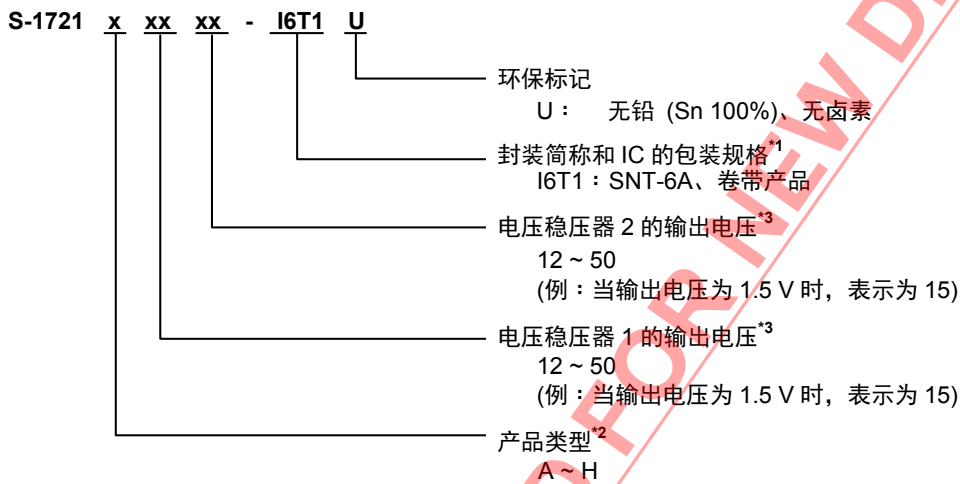 S-1721 x xx xx - I6T1 U
环保标记
U： 无铅 (Sn 100%)、无卤素
封装简称和 IC 的包装规格*1
I6T1：SNT-6A、卷带产品
电压稳压器 2 的输出电压*3
12 ~ 50
(例：当输出电压为 1.5 V 时，表示为 15)
电压稳压器 1 的输出电压*3
12 ~ 50
(例：当输出电压为 1.5 V 时，表示为 15)
产品类型*2
A ~ H
D FOR NEW D